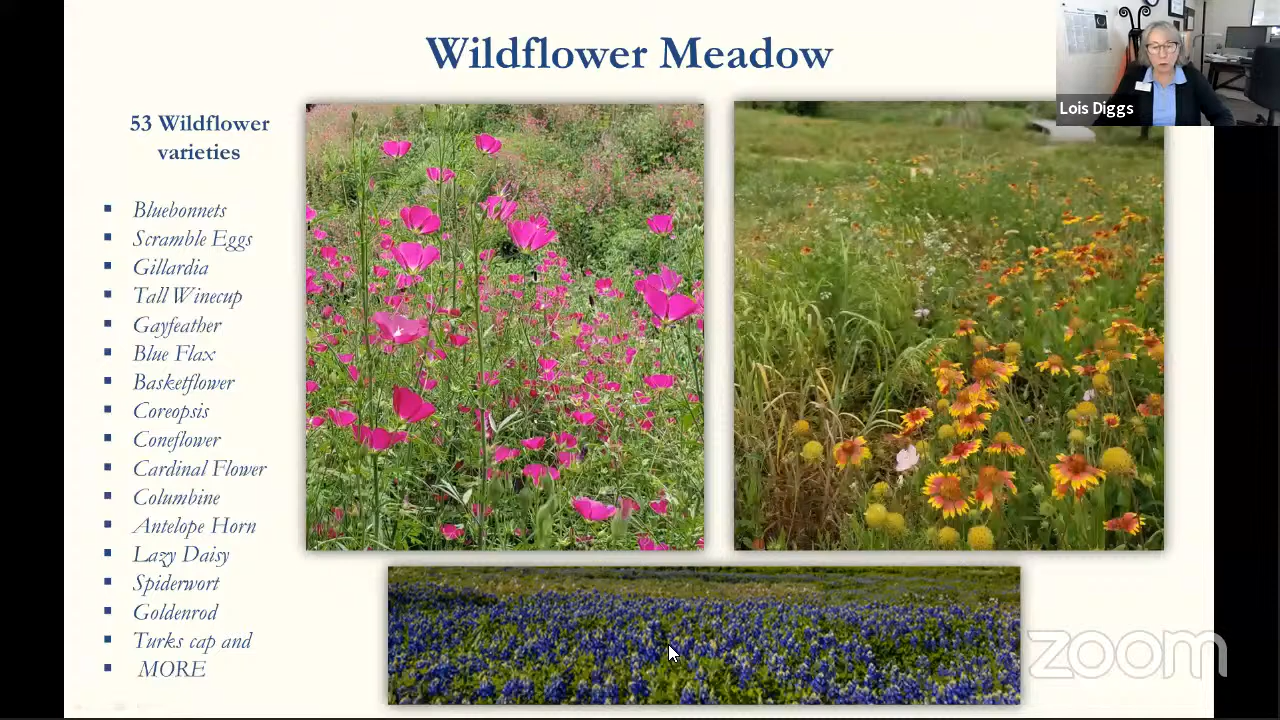 Wildflower Meadow
Lois Diggs
53 Wildflower
varieties
Bluebonnets
Scramble Eggs
Gillardia
Tall Winecup
Gayfeather
Blue Flax
Basketflower
Coreopsis
Coneflower
Cardinal Flower
Columbine
Antelope Horn
Lazy Daisy
Spiderwort
Goldenrod
Turks cap and
MORE
zoom